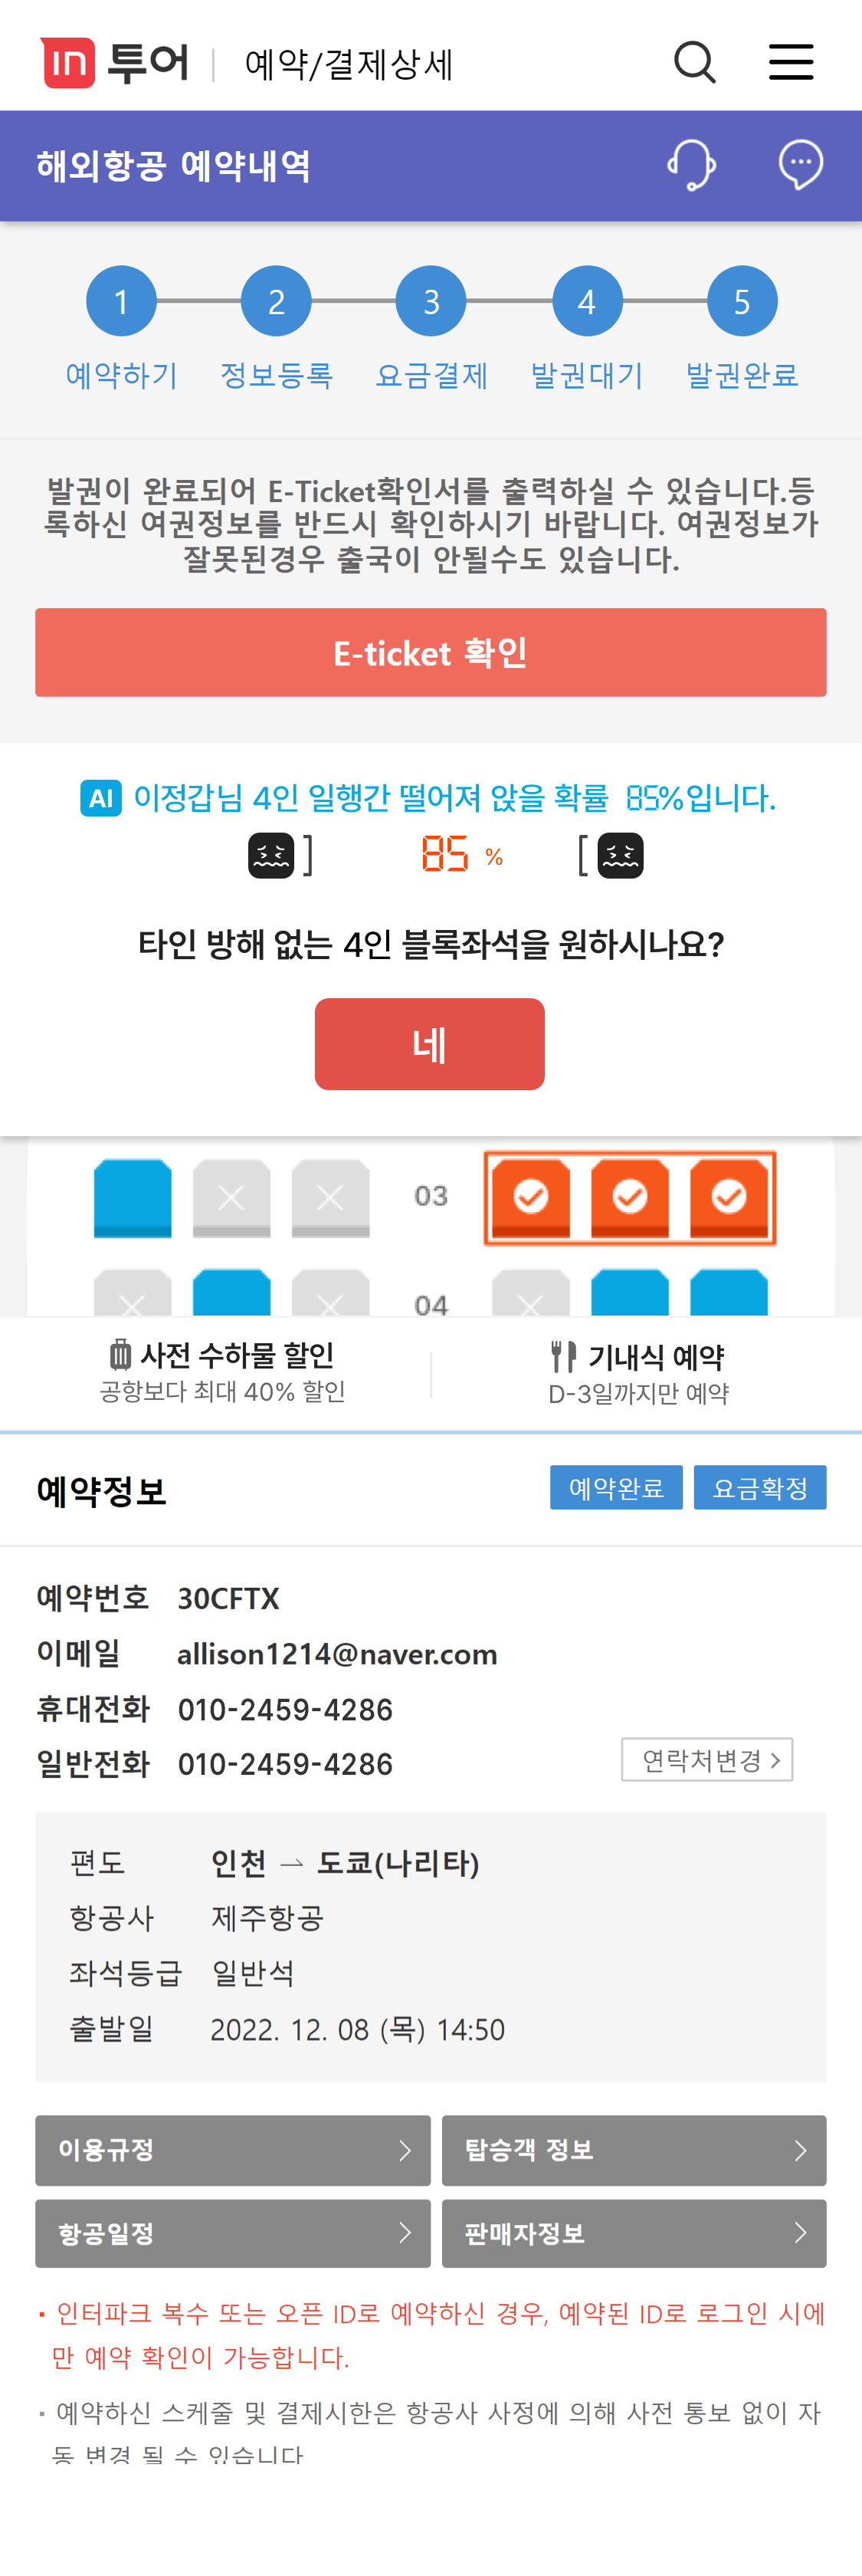 in 투어 | 예약/결제상세
해외항공 예약내역
1 2 3 4 5
예약하기 정보등록 요금결제 발권대기 발권완료
발권이 완료되어 E-Ticket확인서를 출력하실 수 있습니다.등
록하신 여권정보를 반드시 확인하시기 바랍니다. 여권정보가
잘못된경우 출국이 안될수도 있습니다.
E-ticket 확인
AI 이정갑님 4인 일행간 떨어져 앉을 확률 85%입니다.
] 85 % [
타인 방해 없는 4인 블록좌석을 원하시나요?
네
03
04
사전 수하물 할인
공항보다 최대 40% 할인
기내식 예약
D-3일까지만 예약
예약정보 예약완료 요금확정
예약번호 30CFTX
이메일 allison1214@naver.com
휴대전화 010-2459-4286
일반전화 010-2459-4286 연락처변경 >
편도 인천 → 도쿄(나리타)
항공사 제주항공
좌석등급 일반석
출발일 2022. 12. 08 (목) 14:50
이용규정 탑승객 정보
항공일정 판매자정보
· 인터파크 복수 또는 오픈 ID로 예약하신 경우, 예약된 ID로 로그인 시에
만 예약 확인이 가능합니다.
· 예약하신 스케줄 및 결제시한은 항공사 사정에 의해 사전 통보 없이 자
동 변경 될 수 있습니다